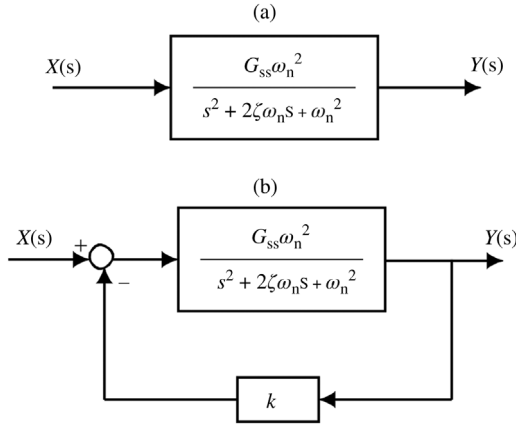 (a)
X(s)
G_ss ω_n^2
s^2 + 2ζω_n s + ω_n^2
Y(s)
(b)
X(s)
+
−
G_ss ω_n^2
s^2 + 2ζω_n s + ω_n^2
Y(s)
k